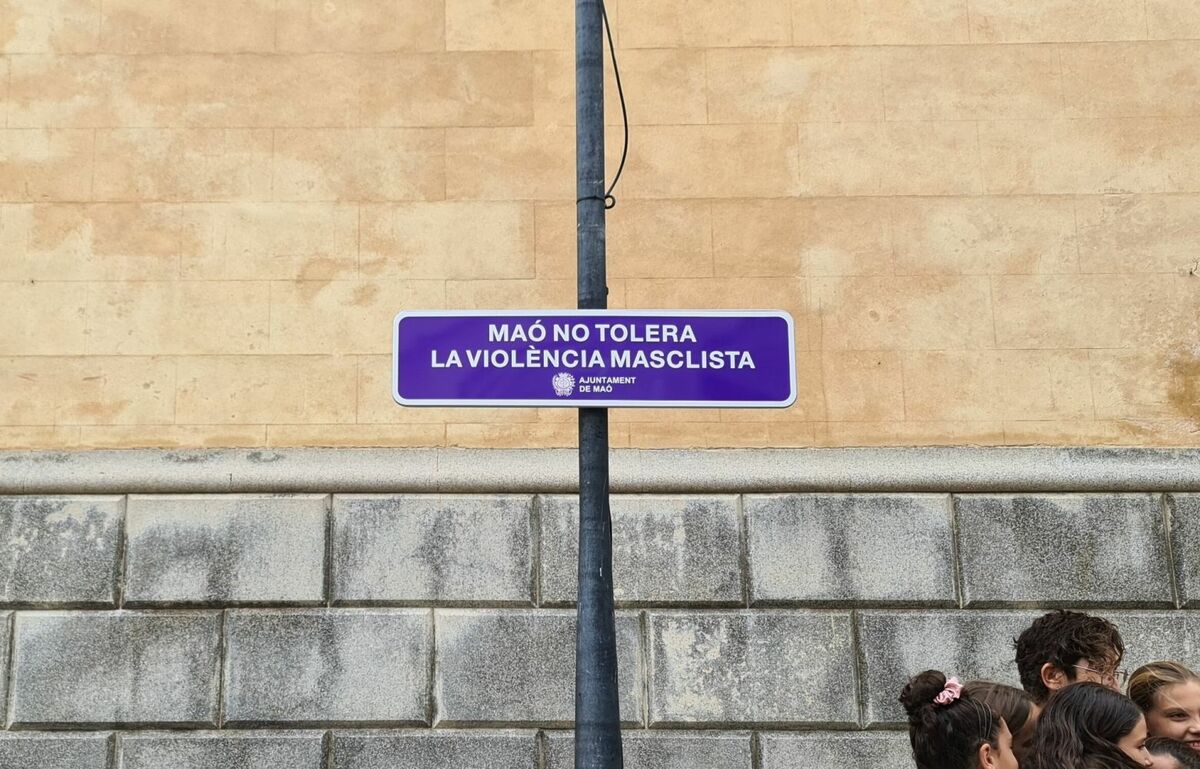 MAÓ NO TOLERA
LA VIOLÈNCIA MASCLISTA
AJUNTAMENT
DE MAÓ